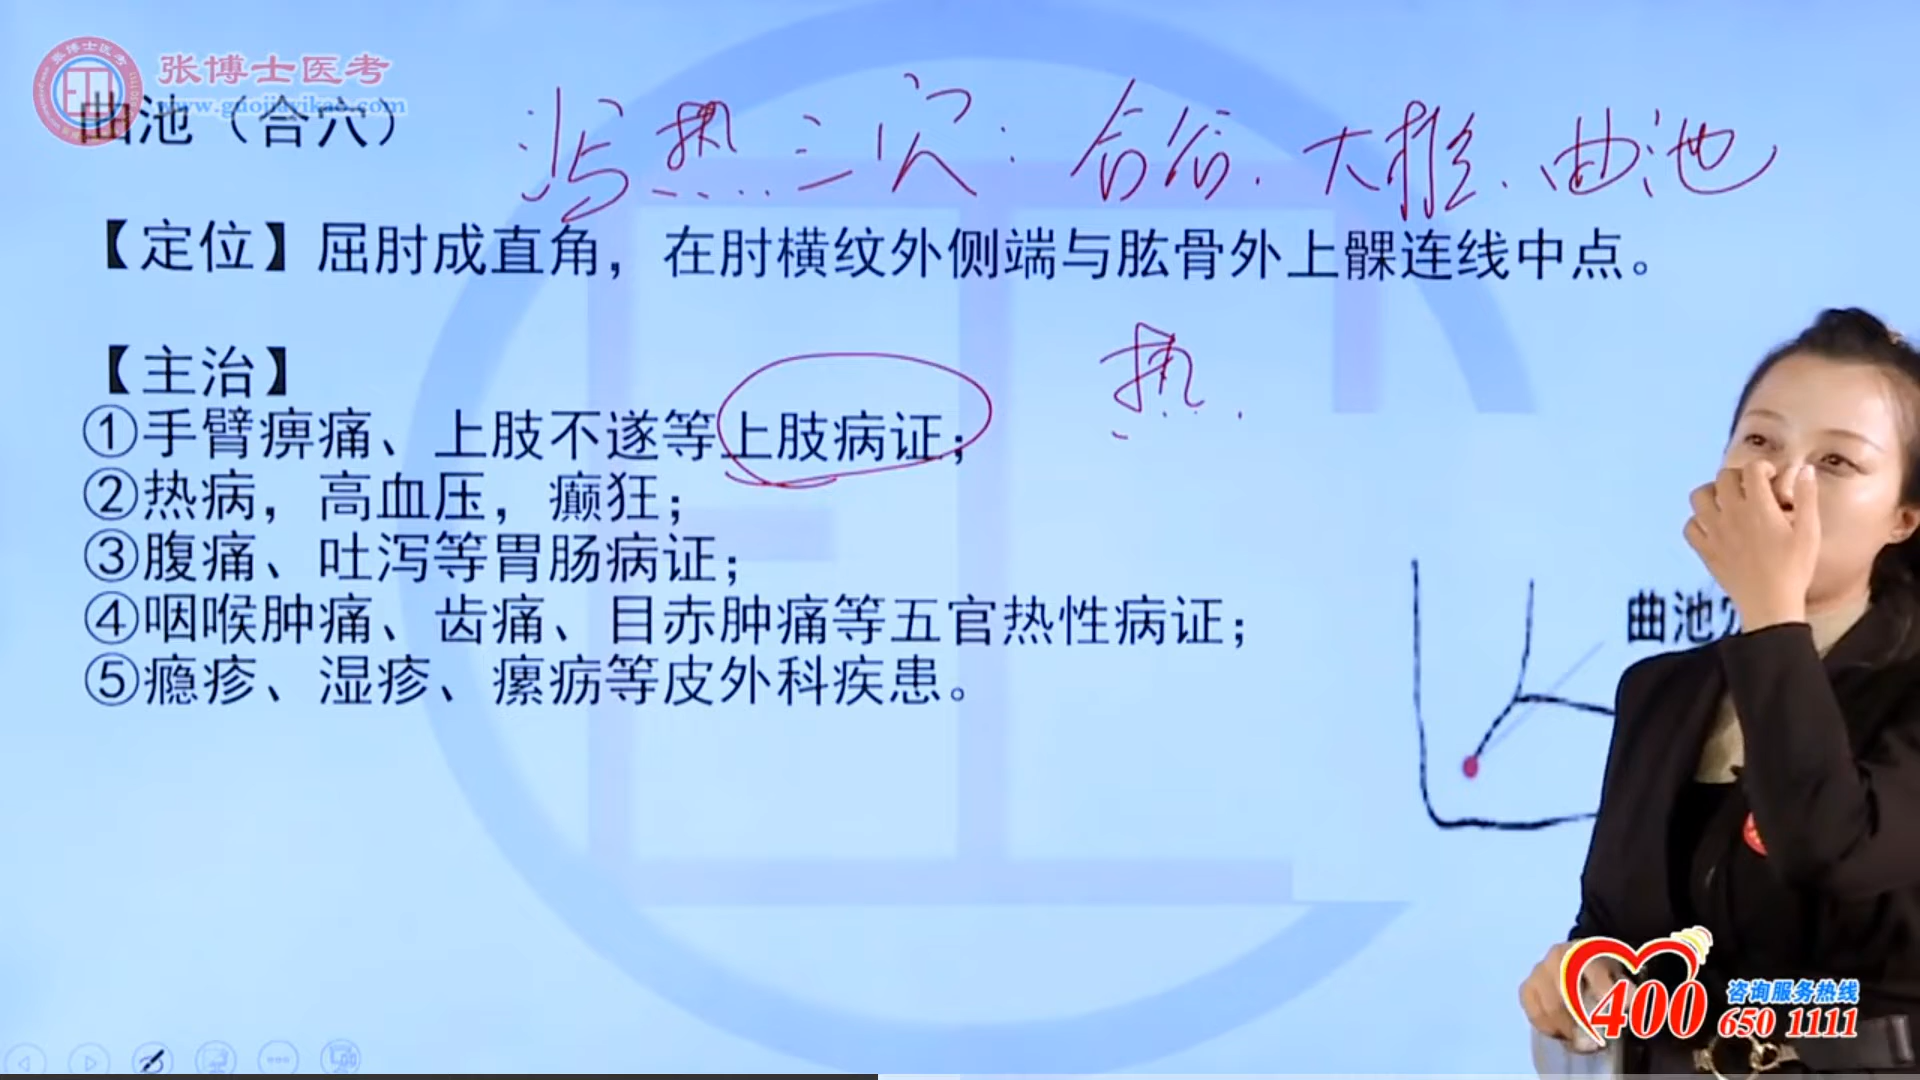 张博士医考
www.guojiayikao.com
曲池（合穴）
泻热三穴：合谷.大椎.曲池
【定位】屈肘成直角，在肘横纹外侧端与肱骨外上髁连线中点。
热
【主治】
①手臂痹痛、上肢不遂等上肢病证；
②热病，高血压，癫狂；
③腹痛、吐泻等胃肠病证；
④咽喉肿痛、齿痛、目赤肿痛等五官热性病证；
⑤瘾疹、湿疹、瘰疬等皮外科疾患。
曲池
400
咨询服务热线
650 1111